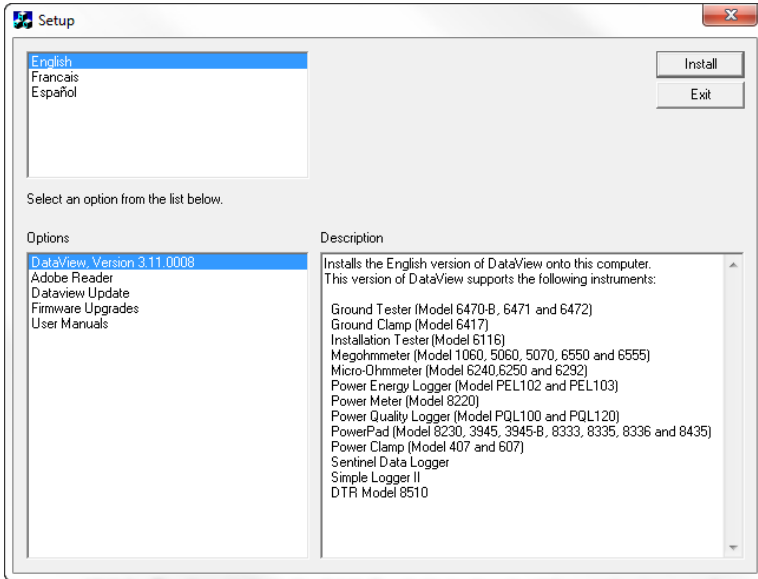 Setup
English
Francais
Español
Install
Exit
Select an option from the list below.
Options
DataView, Version 3.11.0008
Adobe Reader
Dataview Update
Firmware Upgrades
User Manuals
Description
Installs the English version of DataView onto this computer.
This version of DataView supports the following instruments:
Ground Tester (Model 6470-B, 6471 and 6472)
Ground Clamp (Model 6417)
Installation Tester (Model 6116)
Megohmmeter (Model 1060, 5060, 5070, 6550 and 6555)
Micro-Ohmmeter (Model 6240,6250 and 6292)
Power Energy Logger (Model PEL102 and PEL103)
Power Meter (Model 8220)
Power Quality Logger (Model PQL100 and PQL120)
PowerPad (Model 8230, 3945, 3945-B, 8333, 8335, 8336 and 8435)
Power Clamp (Model 407 and 607)
Sentinel Data Logger
Simple Logger II
DTR Model 8510